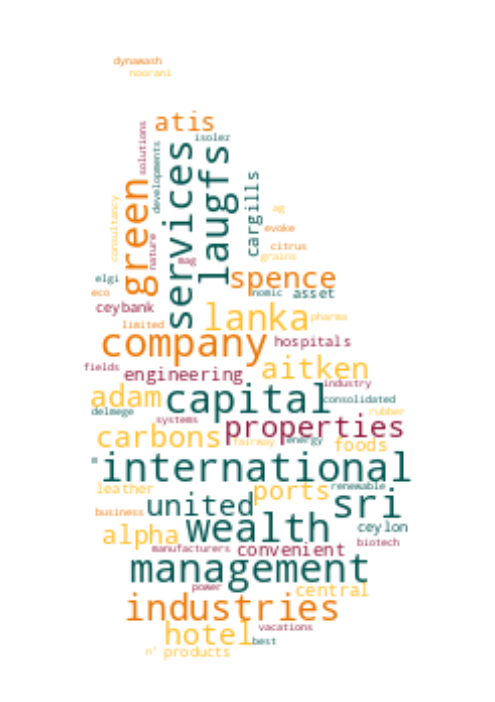 dynawash
noorani
atis
isolez
solutions
developments
services
laugfs
cargills
green
consultancy
nature
mag
ag
evoke
citrus
grains
elgi
eco
spence
nomic asset
ceybank
lanka
pharma
limited
company
hospitals
fields
engineering
aitken
industry
adam
capital
consolidated
delmege
rubber
systems
properties
carbons
fairway
energy
foods
international
leather
ports
renewable
business
united
sri
alpha
wealth
ceylon
manufacturers
convenient
biotech
management
power
central
industries
hotel
vacations
best
n' products